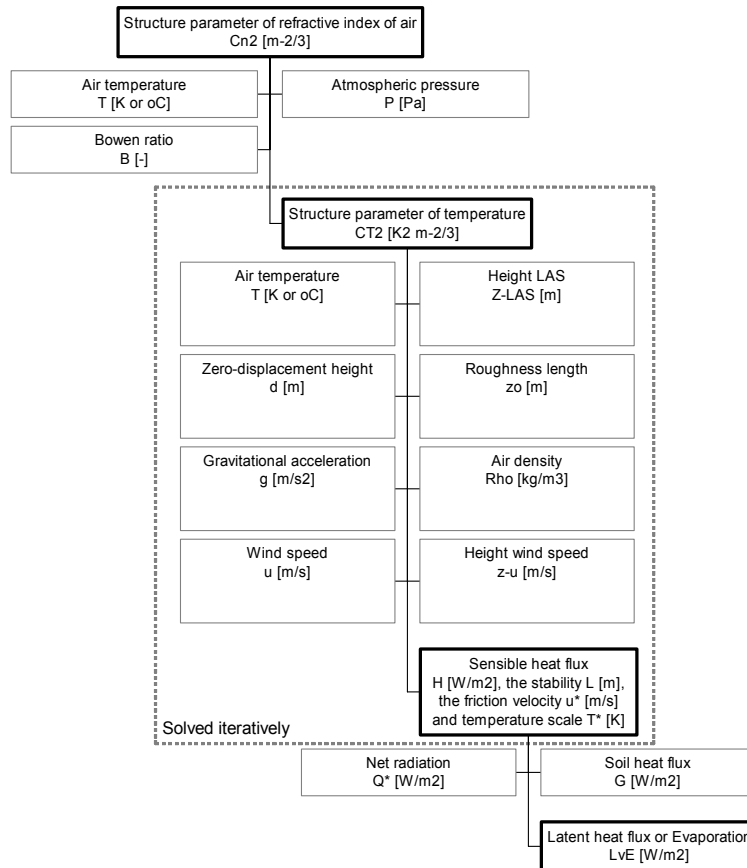 Structure parameter of refractive index of air
Cn2 [m-2/3]
Air temperature
T [K or oC]
Atmospheric pressure
P [Pa]
Bowen ratio
B [-]
Structure parameter of temperature
CT2 [K2 m-2/3]
Air temperature
T [K or oC]
Height LAS
Z-LAS [m]
Zero-displacement height
d [m]
Roughness length
zo [m]
Gravitational acceleration
g [m/s2]
Air density
Rho [kg/m3]
Wind speed
u [m/s]
Height wind speed
z-u [m/s]
Sensible heat flux
H [W/m2], the stability L [m],
the friction velocity u* [m/s]
and temperature scale T* [K]
Solved iteratively
Net radiation
Q* [W/m2]
Soil heat flux
G [W/m2]
Latent heat flux or Evaporation
LvE [W/m2]